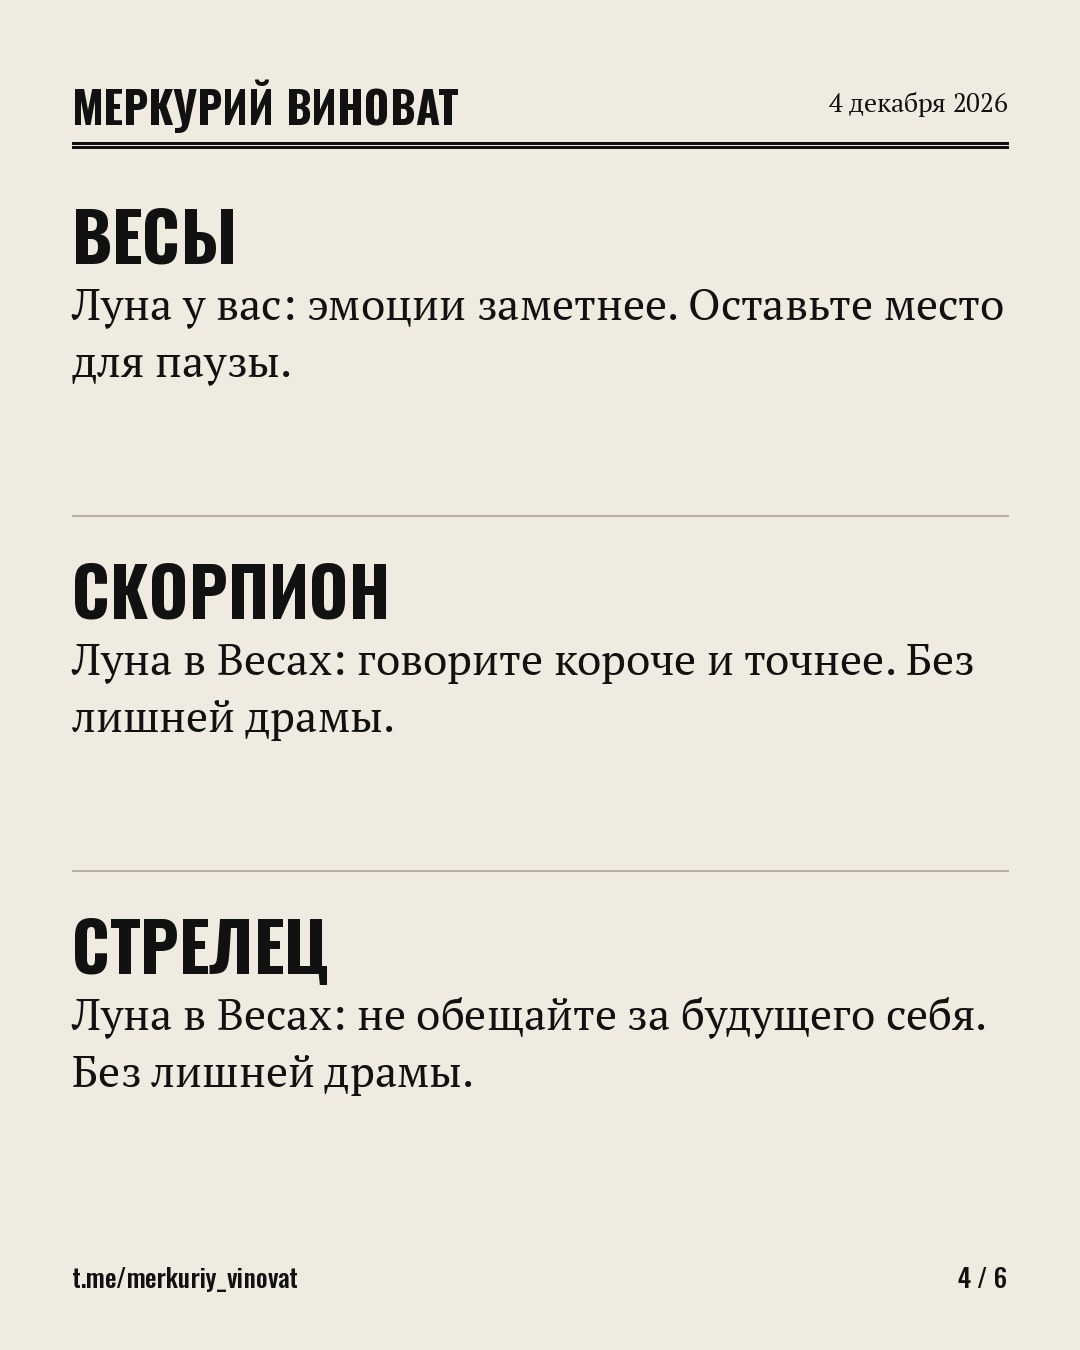 МЕРКУРИЙ ВИНОВАТ
4 декабря 2026
ВЕСЫ
Луна у вас: эмоции заметнее. Оставьте место
для паузы.
СКОРПИОН
Луна в Весах: говорите короче и точнее. Без
лишней драмы.
СТРЕЛЕЦ
Луна в Весах: не обещайте за будущего себя.
Без лишней драмы.
t.me/merkuriy_vinovat
4 / 6